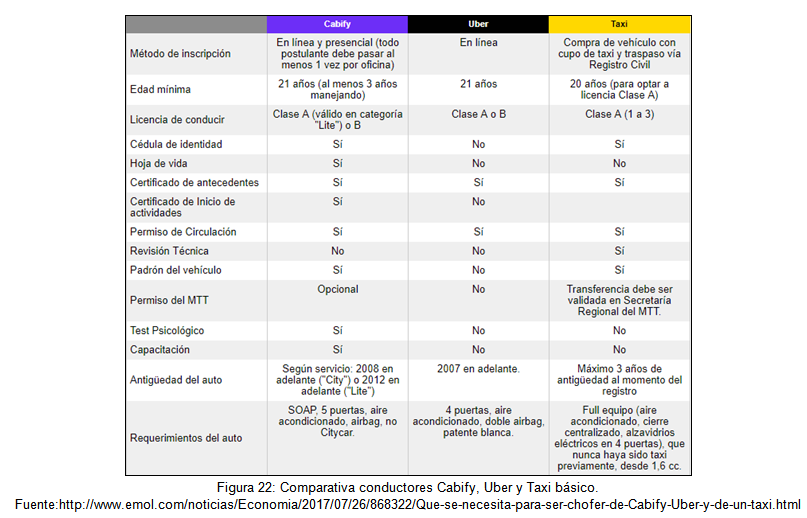 Cabify Uber Taxi
Método de inscripción En línea y presencial (todo postulante debe pasar al menos 1 vez por oficina) En línea Compra de vehículo con cupo de taxi y traspaso vía Registro Civil
Edad mínima 21 años (al menos 3 años manejando) 21 años 20 años (para optar a licencia Clase A)
Licencia de conducir Clase A (válido en categoría "Lite") o B Clase A o B Clase A (1 a 3)
Cédula de identidad Sí No Sí
Hoja de vida Sí No No
Certificado de antecedentes Sí Sí Sí
Certificado de Inicio de actividades Sí No
Permiso de Circulación Sí Sí Sí
Revisión Técnica No No Sí
Padrón del vehículo Sí No Sí
Permiso del MTT Opcional No Transferencia debe ser validada en Secretaría Regional del MTT.
Test Psicológico Sí No No
Capacitación Sí No No
Antigüedad del auto Según servicio: 2008 en adelante ("City") o 2012 en adelante ("Lite") 2007 en adelante. Máximo 3 años de antigüedad al momento del registro
Requerimientos del auto SOAP, 5 puertas, aire acondicionado, airbag, no Citycar. 4 puertas, aire acondicionado, doble airbag, patente blanca. Full equipo (aire acondicionado, cierre centralizado, alzavidrios eléctricos en 4 puertas), que nunca haya sido taxi previamente, desde 1,6 cc.
Figura 22: Comparativa conductores Cabify, Uber y Taxi básico.
Fuente:http://www.emol.com/noticias/Economia/2017/07/26/868322/Que-se-necesita-para-ser-chofer-de-Cabify-Uber-y-de-un-taxi.html